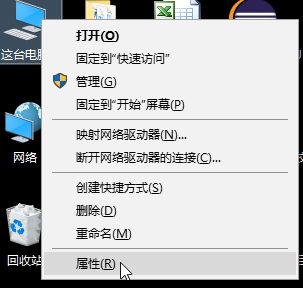 这台电脑
打开(O)
固定到"快速访问"
管理(G)
固定到"开始"屏幕(P)
映射网络驱动器(N)...
网络
断开网络驱动器的连接(C)...
创建快捷方式(S)
删除(D)
重命名(M)
回收站
属性(R)